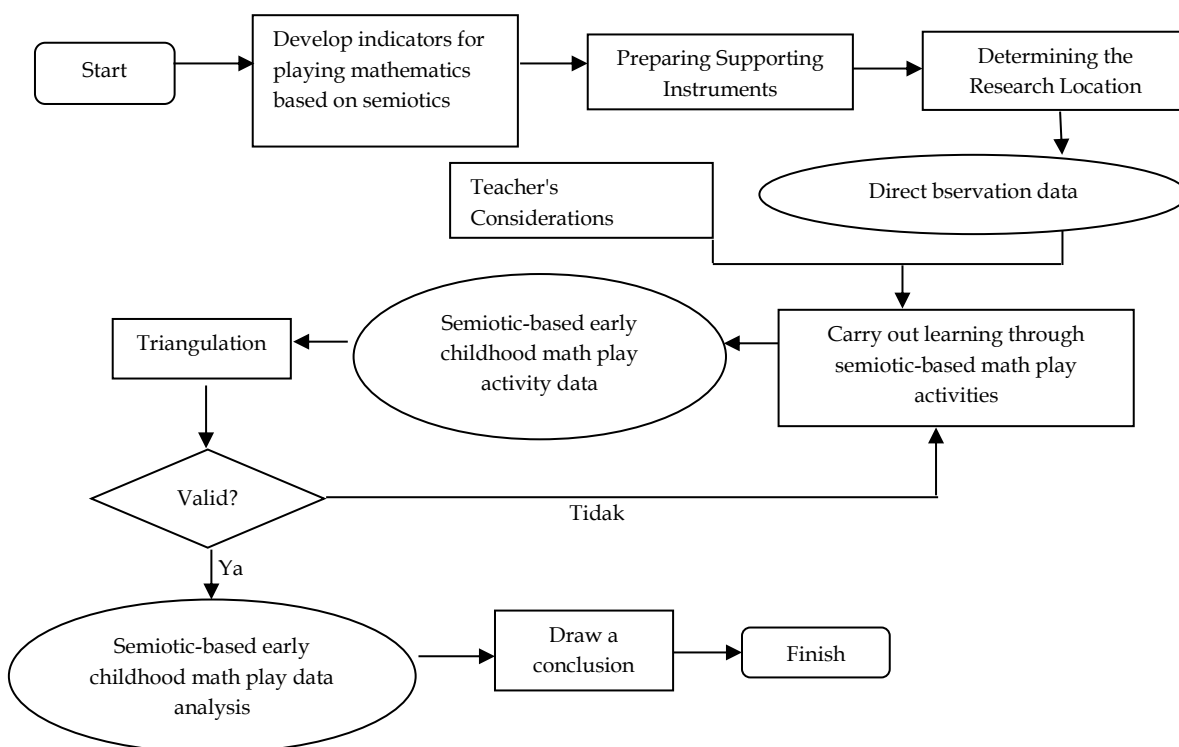 Start
Develop indicators for
playing mathematics
based on semiotics
Preparing Supporting
Instruments
Determining the
Research Location
Teacher's
Considerations
Direct bservation data
Carry out learning through
semiotic-based math play
activities
Semiotic-based early
childhood math play
activity data
Triangulation
Valid?
Tidak
Ya
Semiotic-based early
childhood math play data
analysis
Draw a
conclusion
Finish